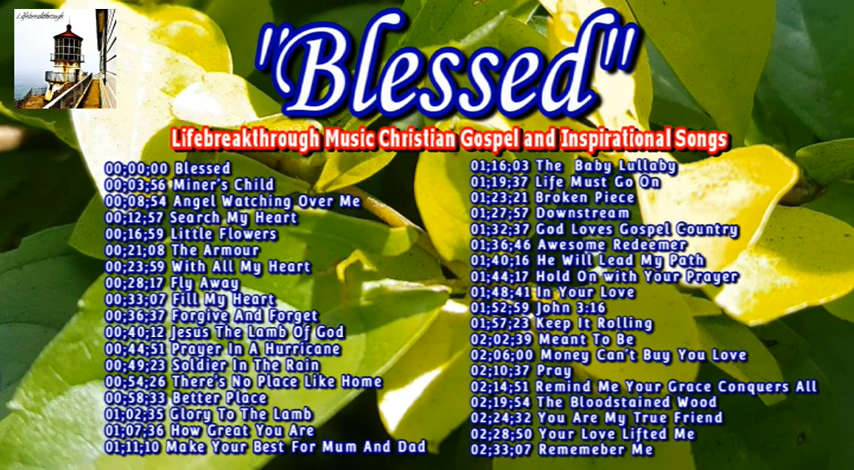 Lifebreakthrough
"Blessed"
Lifebreakthrough Music Christian Gospel and Inspirational Songs
00;00;00 Blessed
00;03;56 Miner's Child
00;08;54 Angel Watching Over Me
00;12;57 Search My Heart
00;16;59 Little Flowers
00;21;08 The Armour
00;23;59 With All My Heart
00;28;17 Fly Away
00;33;07 Fill My Heart
00;36;37 Forgive And Forget
00;40;12 Jesus The Lamb Of God
00;44;51 Prayer In A Hurricane
00;49;23 Soldier In The Rain
00;54;26 There's No Place Like Home
00;58;33 Better Place
01;02;35 Glory To The Lamb
01;07;36 How Great You Are
01;11;10 Make Your Best For Mum And Dad
01;16;03 The Baby Lullaby
01;19;37 Life Must Go On
01;23;21 Broken Piece
01;27;57 Downstream
01;32;37 God Loves Gospel Country
01;36;46 Awesome Redeemer
01;40;16 He Will Lead My Path
01;44;17 Hold On with Your Prayer
01;48;41 In Your Love
01;52;59 John 3:16
01;57;23 Keep It Rolling
02;02;39 Meant To Be
02;06;00 Money Can't Buy You Love
02;10;37 Pray
02;14;51 Remind Me Your Grace Conquers All
02;19;54 The Bloodstained Wood
02;24;32 You Are My True Friend
02;28;50 Your Love Lifted Me
02;33;07 Rememeber Me